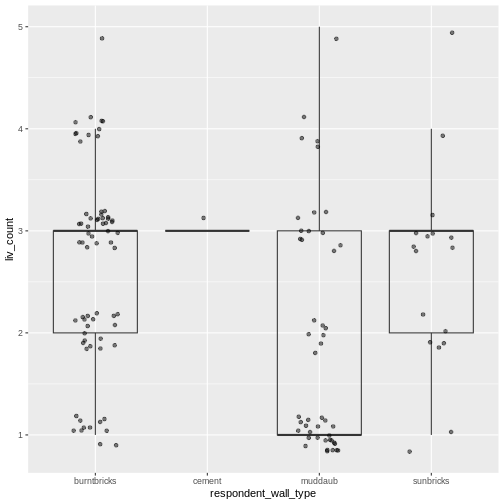 5
4
3
2
1
liv_count
burntbricks cement muddaub sunbricks
respondent_wall_type